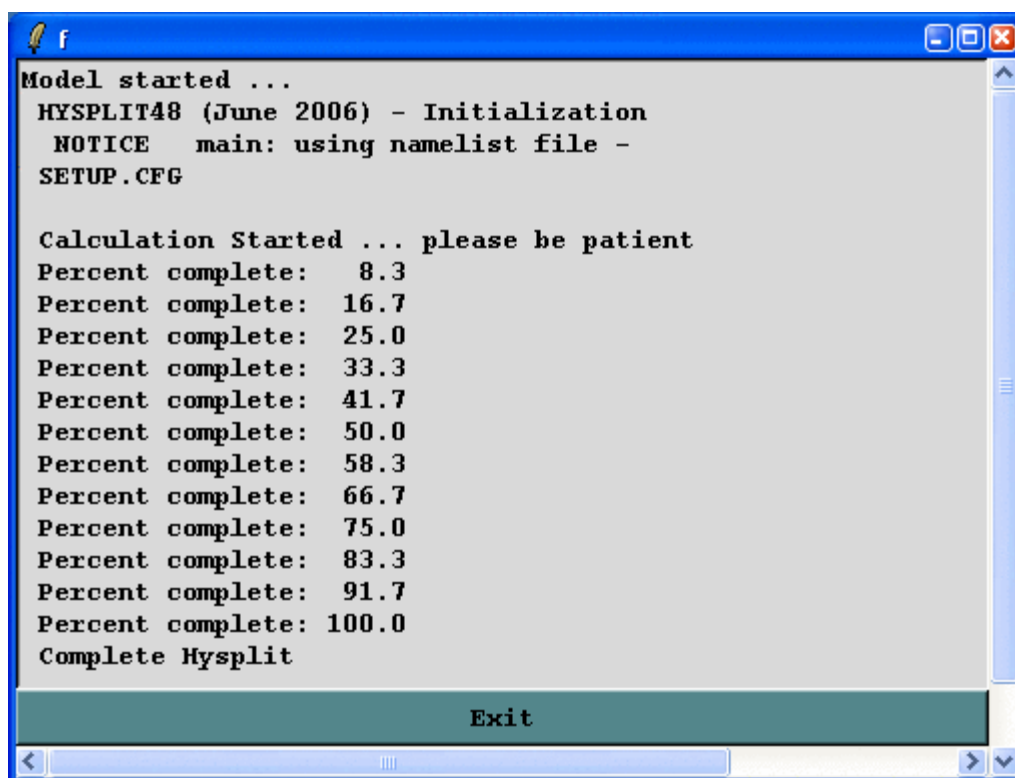 f
Model started ...
HYSPLIT48 (June 2006) - Initialization
NOTICE   main: using namelist file -
SETUP.CFG
Calculation Started ... please be patient
Percent complete:   8.3
Percent complete:  16.7
Percent complete:  25.0
Percent complete:  33.3
Percent complete:  41.7
Percent complete:  50.0
Percent complete:  58.3
Percent complete:  66.7
Percent complete:  75.0
Percent complete:  83.3
Percent complete:  91.7
Percent complete: 100.0
Complete Hysplit
Exit